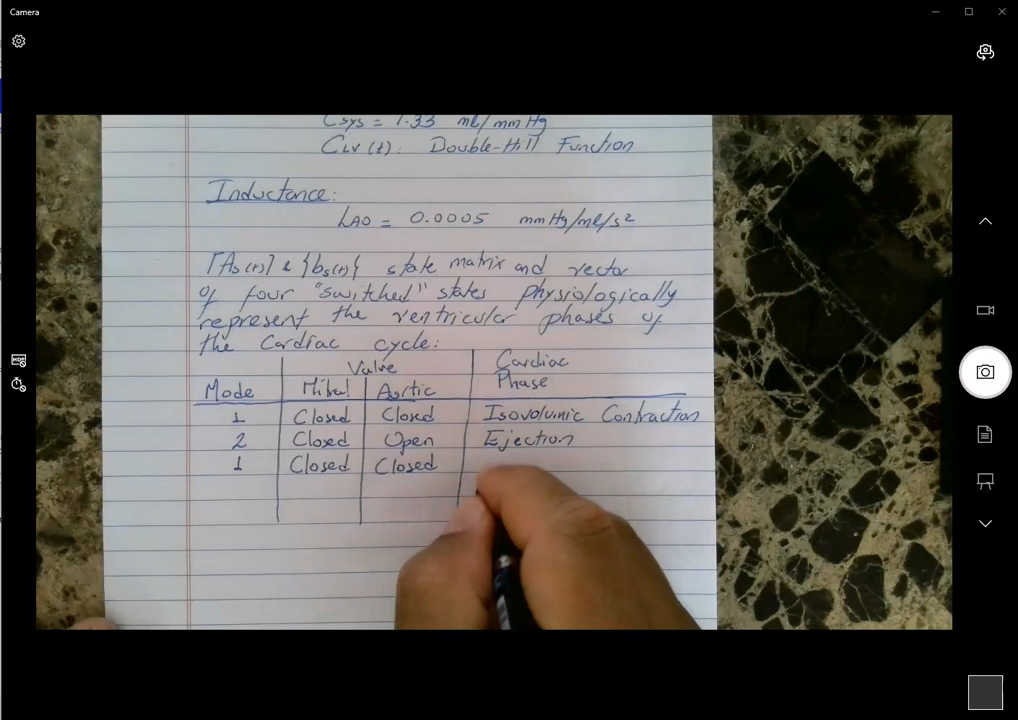 Camera
Csys = 1.33 ml/mmHg
CLV(t): Double-Hill Function
Inductance:
LAO = 0.0005 mmHg/ml/s²
[As(t)] & {bs(t)} state matrix and vector
of four "switched" states physiologically
represent the ventricular phases of
the Cardiac cycle:
Valve Cardiac
Mode Mitral Aortic Phase
1 Closed Closed Isovolumic Contraction
2 Closed Open Ejection
1 Closed Closed